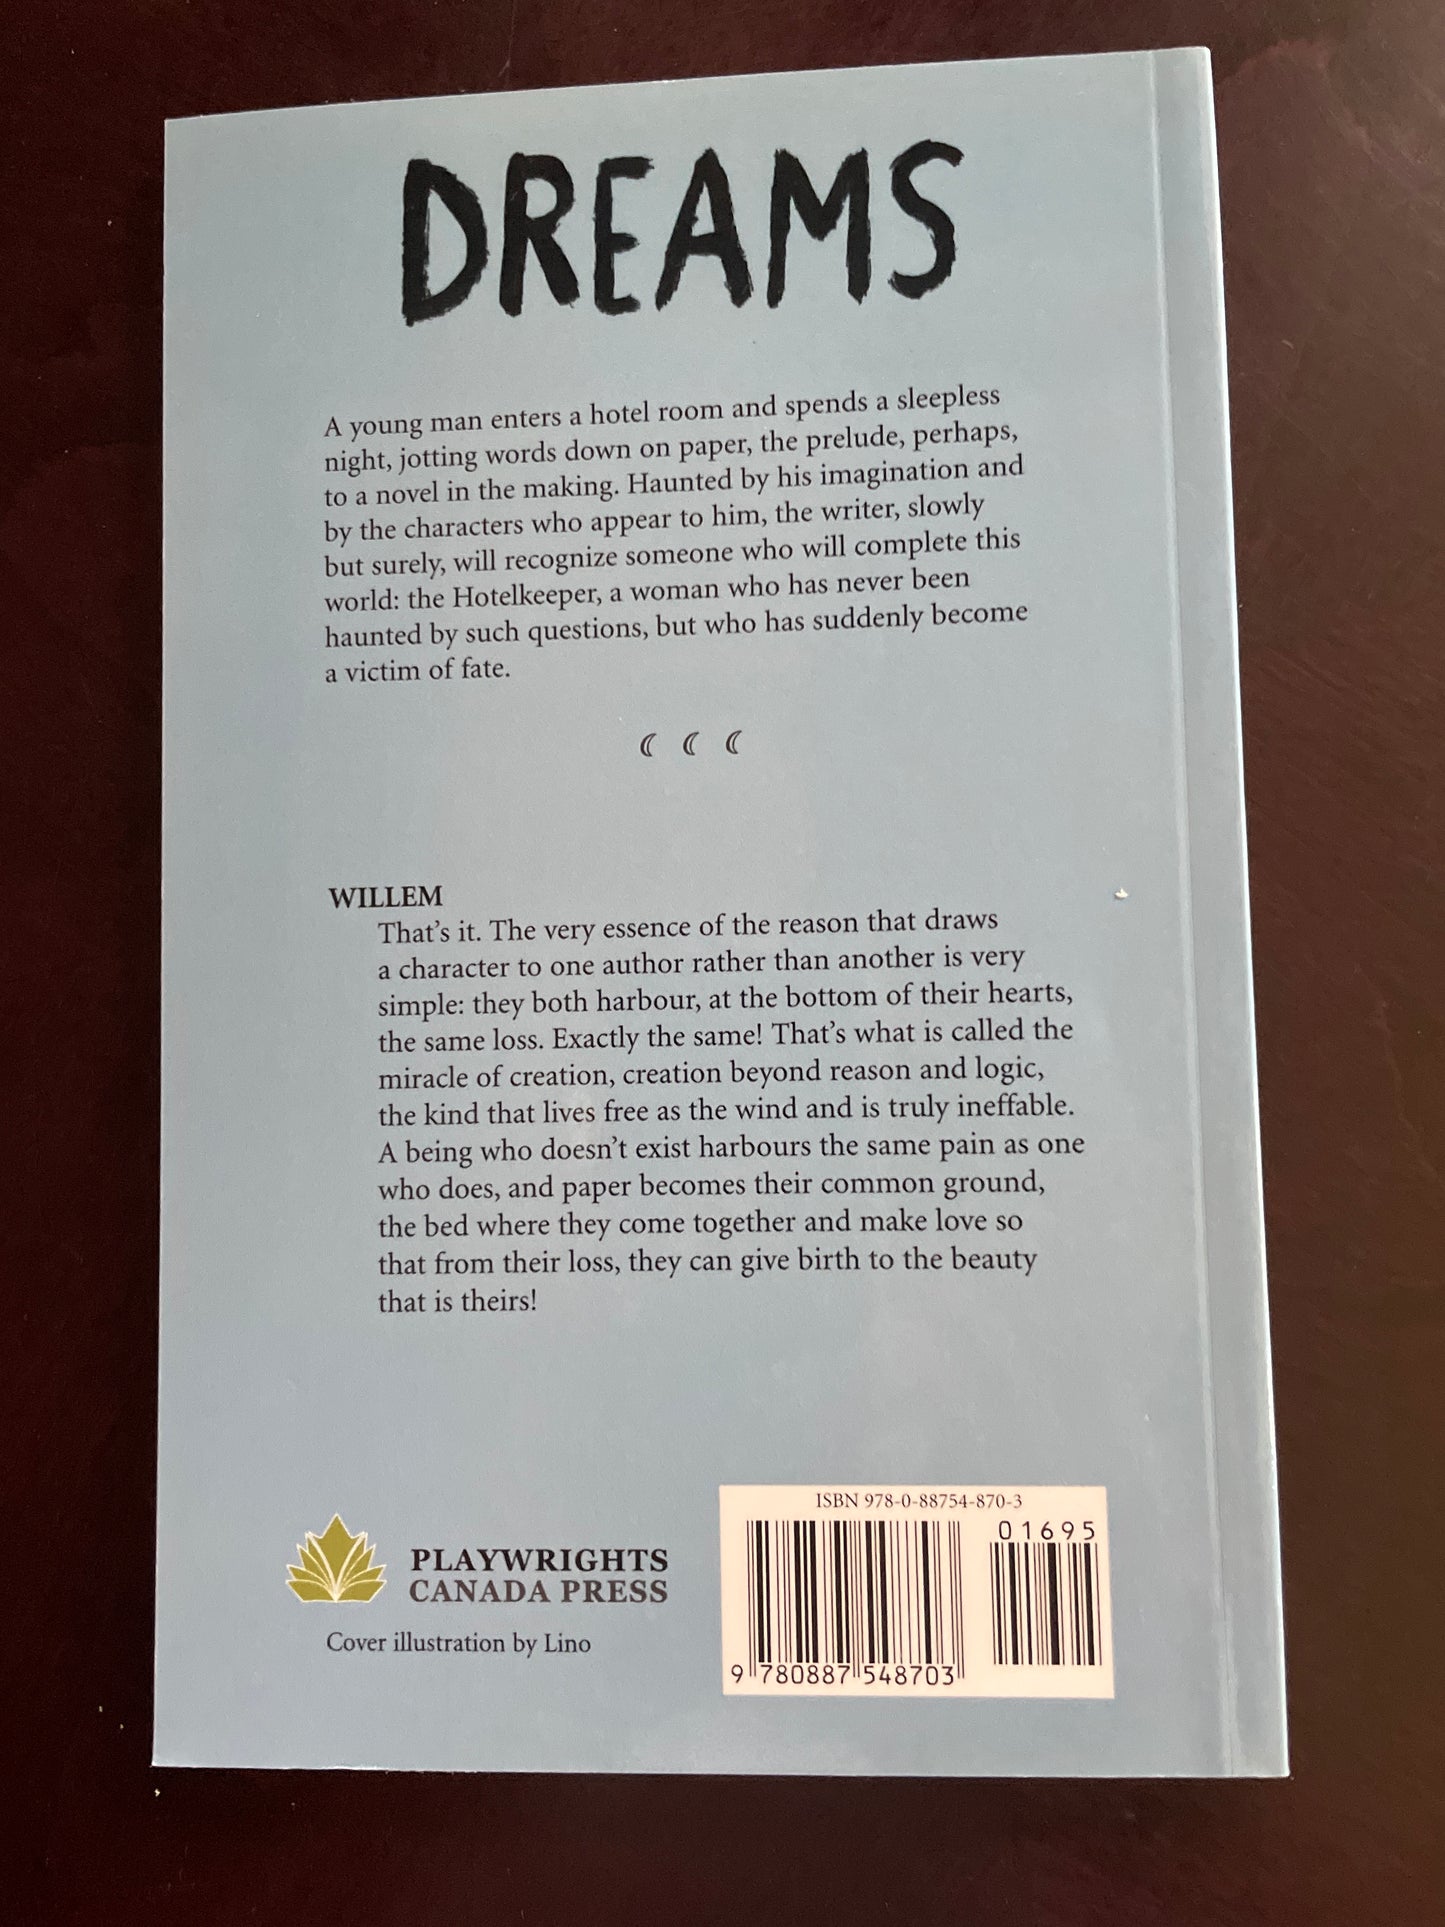 DREAMS
A young man enters a hotel room and spends a sleepless
night, jotting words down on paper, the prelude, perhaps,
to a novel in the making. Haunted by his imagination and
by the characters who appear to him, the writer, slowly
but surely, will recognize someone who will complete this
world: the Hotelkeeper, a woman who has never been
haunted by such questions, but who has suddenly become
a victim of fate.
WILLEM
That’s it. The very essence of the reason that draws
a character to one author rather than another is very
simple: they both harbour, at the bottom of their hearts,
the same loss. Exactly the same! That’s what is called the
miracle of creation, creation beyond reason and logic,
the kind that lives free as the wind and is truly ineffable.
A being who doesn’t exist harbours the same pain as one
who does, and paper becomes their common ground,
the bed where they come together and make love so
that from their loss, they can give birth to the beauty
that is theirs!
PLAYWRIGHTS
CANADA PRESS
Cover illustration by Lino
ISBN 978-0-88754-870-3
01695
9 780887 548703